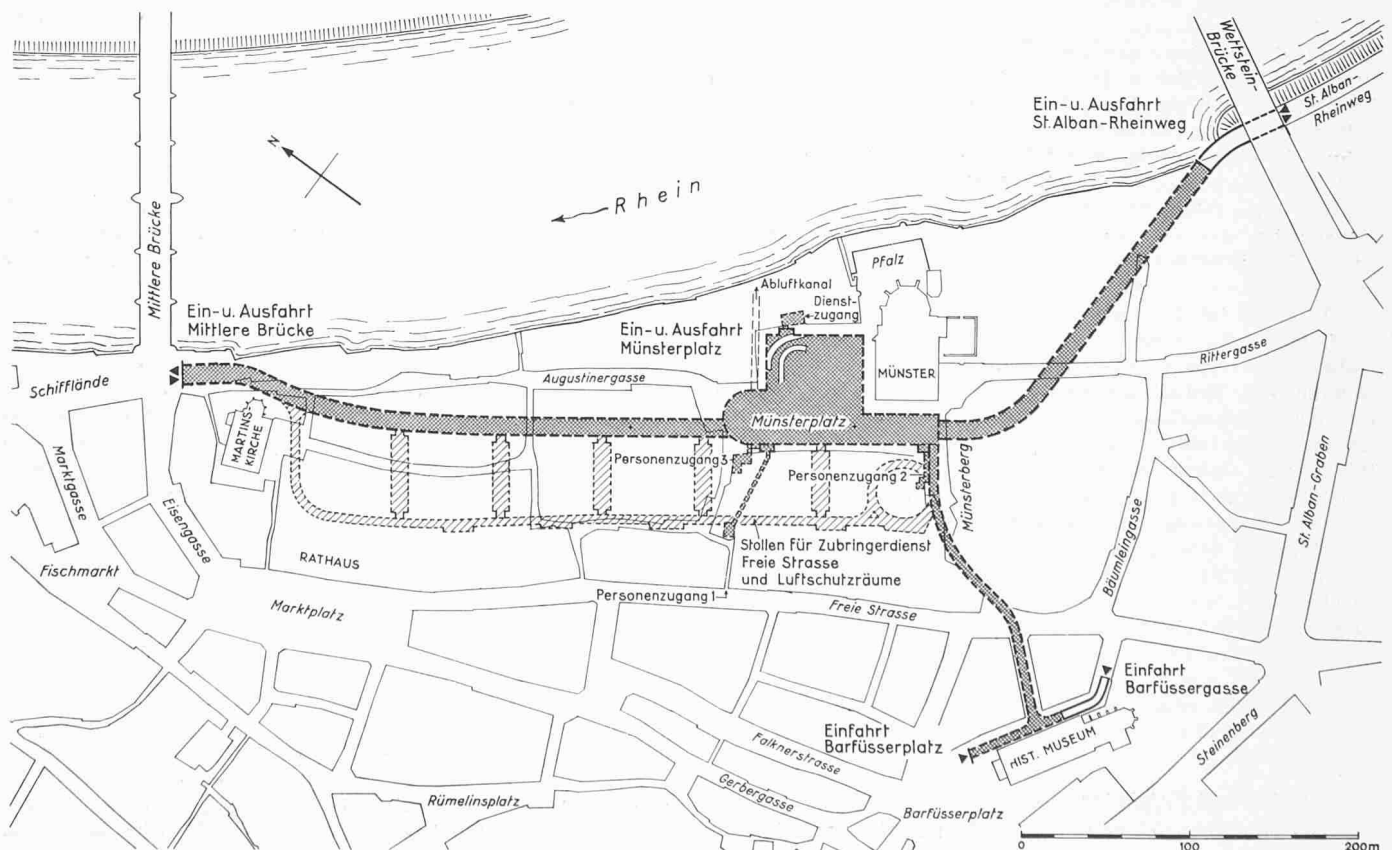 Wettstein-
Brücke
St. Alban-
Rheinweg
Ein-u. Ausfahrt
St. Alban-Rheinweg
N
Rhein
Mittlere Brücke
Pfalz
Abluftkanal
Dienst-
zugang
Ein-u. Ausfahrt
Mittlere Brücke
Ein-u. Ausfahrt
Münsterplatz
Rittergasse
Schifflände
Augustinergasse
MÜNSTER
Münsterplatz
MARTINS-
KIRCHE
Personenzugang 3
Personenzugang 2
Münsterberg
Marktgasse
Eisengasse
Bäumleingasse
St. Alban-Graben
Stollen für Zubringerdienst
Freie Strasse
und Luftschutzräume
RATHAUS
Fischmarkt
Personenzugang 1
Marktplatz
Freie Strasse
Einfahrt
Barfüssergasse
Einfahrt
Barfüsserplatz
HIST. MUSEUM
Steinenberg
Falknerstrasse
Gerbergasse
Rümelinsplatz
Barfüsserplatz
0 100 200m